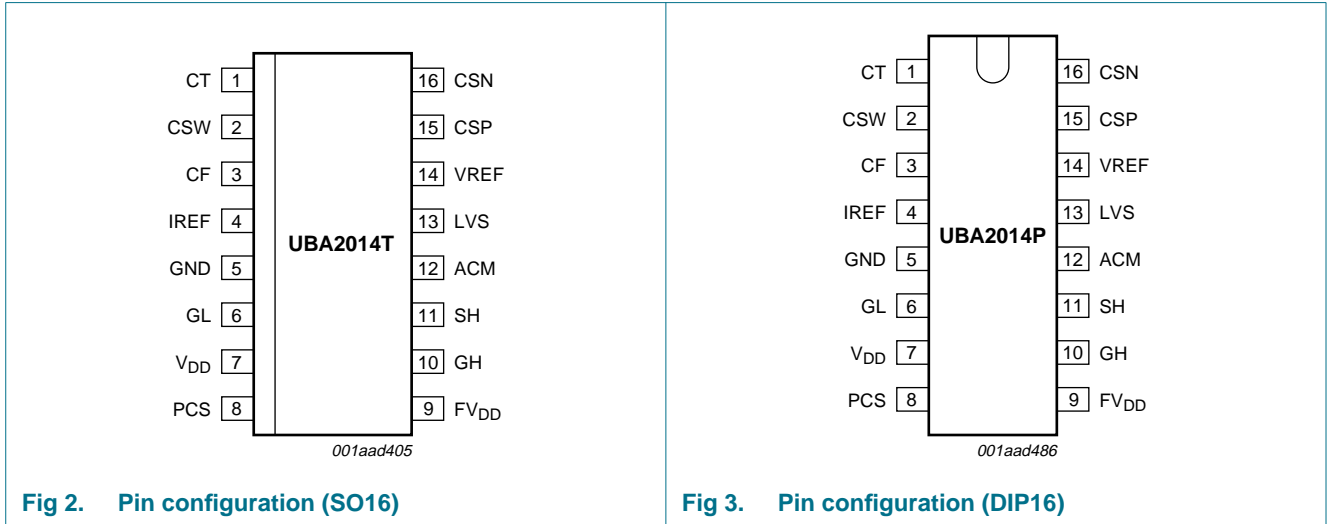 CT 1
CSW 2
CF 3
IREF 4
GND 5
GL 6
VDD 7
PCS 8
UBA2014T
16 CSN
15 CSP
14 VREF
13 LVS
12 ACM
11 SH
10 GH
9 FVDD
001aad405
Fig 2. Pin configuration (SO16)
CT 1
CSW 2
CF 3
IREF 4
GND 5
GL 6
VDD 7
PCS 8
UBA2014P
16 CSN
15 CSP
14 VREF
13 LVS
12 ACM
11 SH
10 GH
9 FVDD
001aad486
Fig 3. Pin configuration (DIP16)